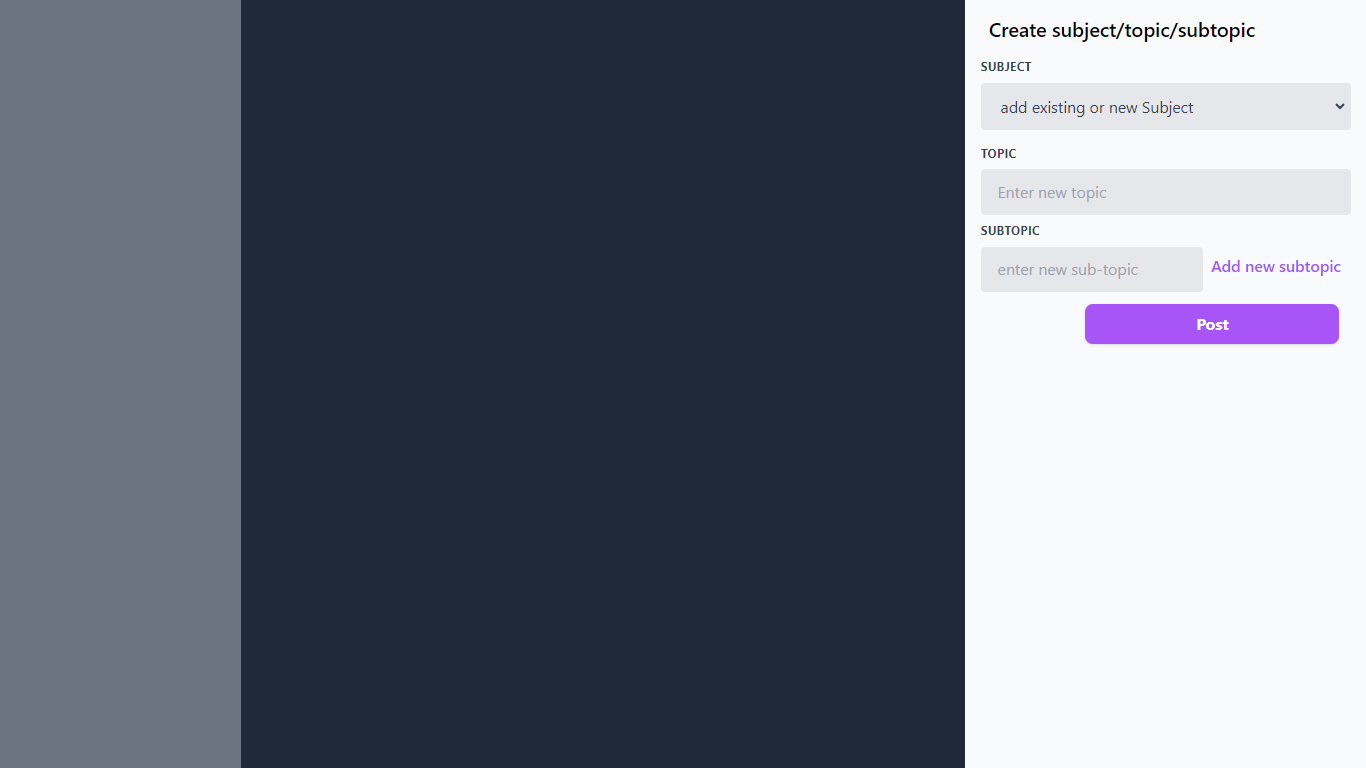 Create subject/topic/subtopic
SUBJECT
add existing or new Subject
TOPIC
Enter new topic
SUBTOPIC
enter new sub-topic
Add new subtopic
Post